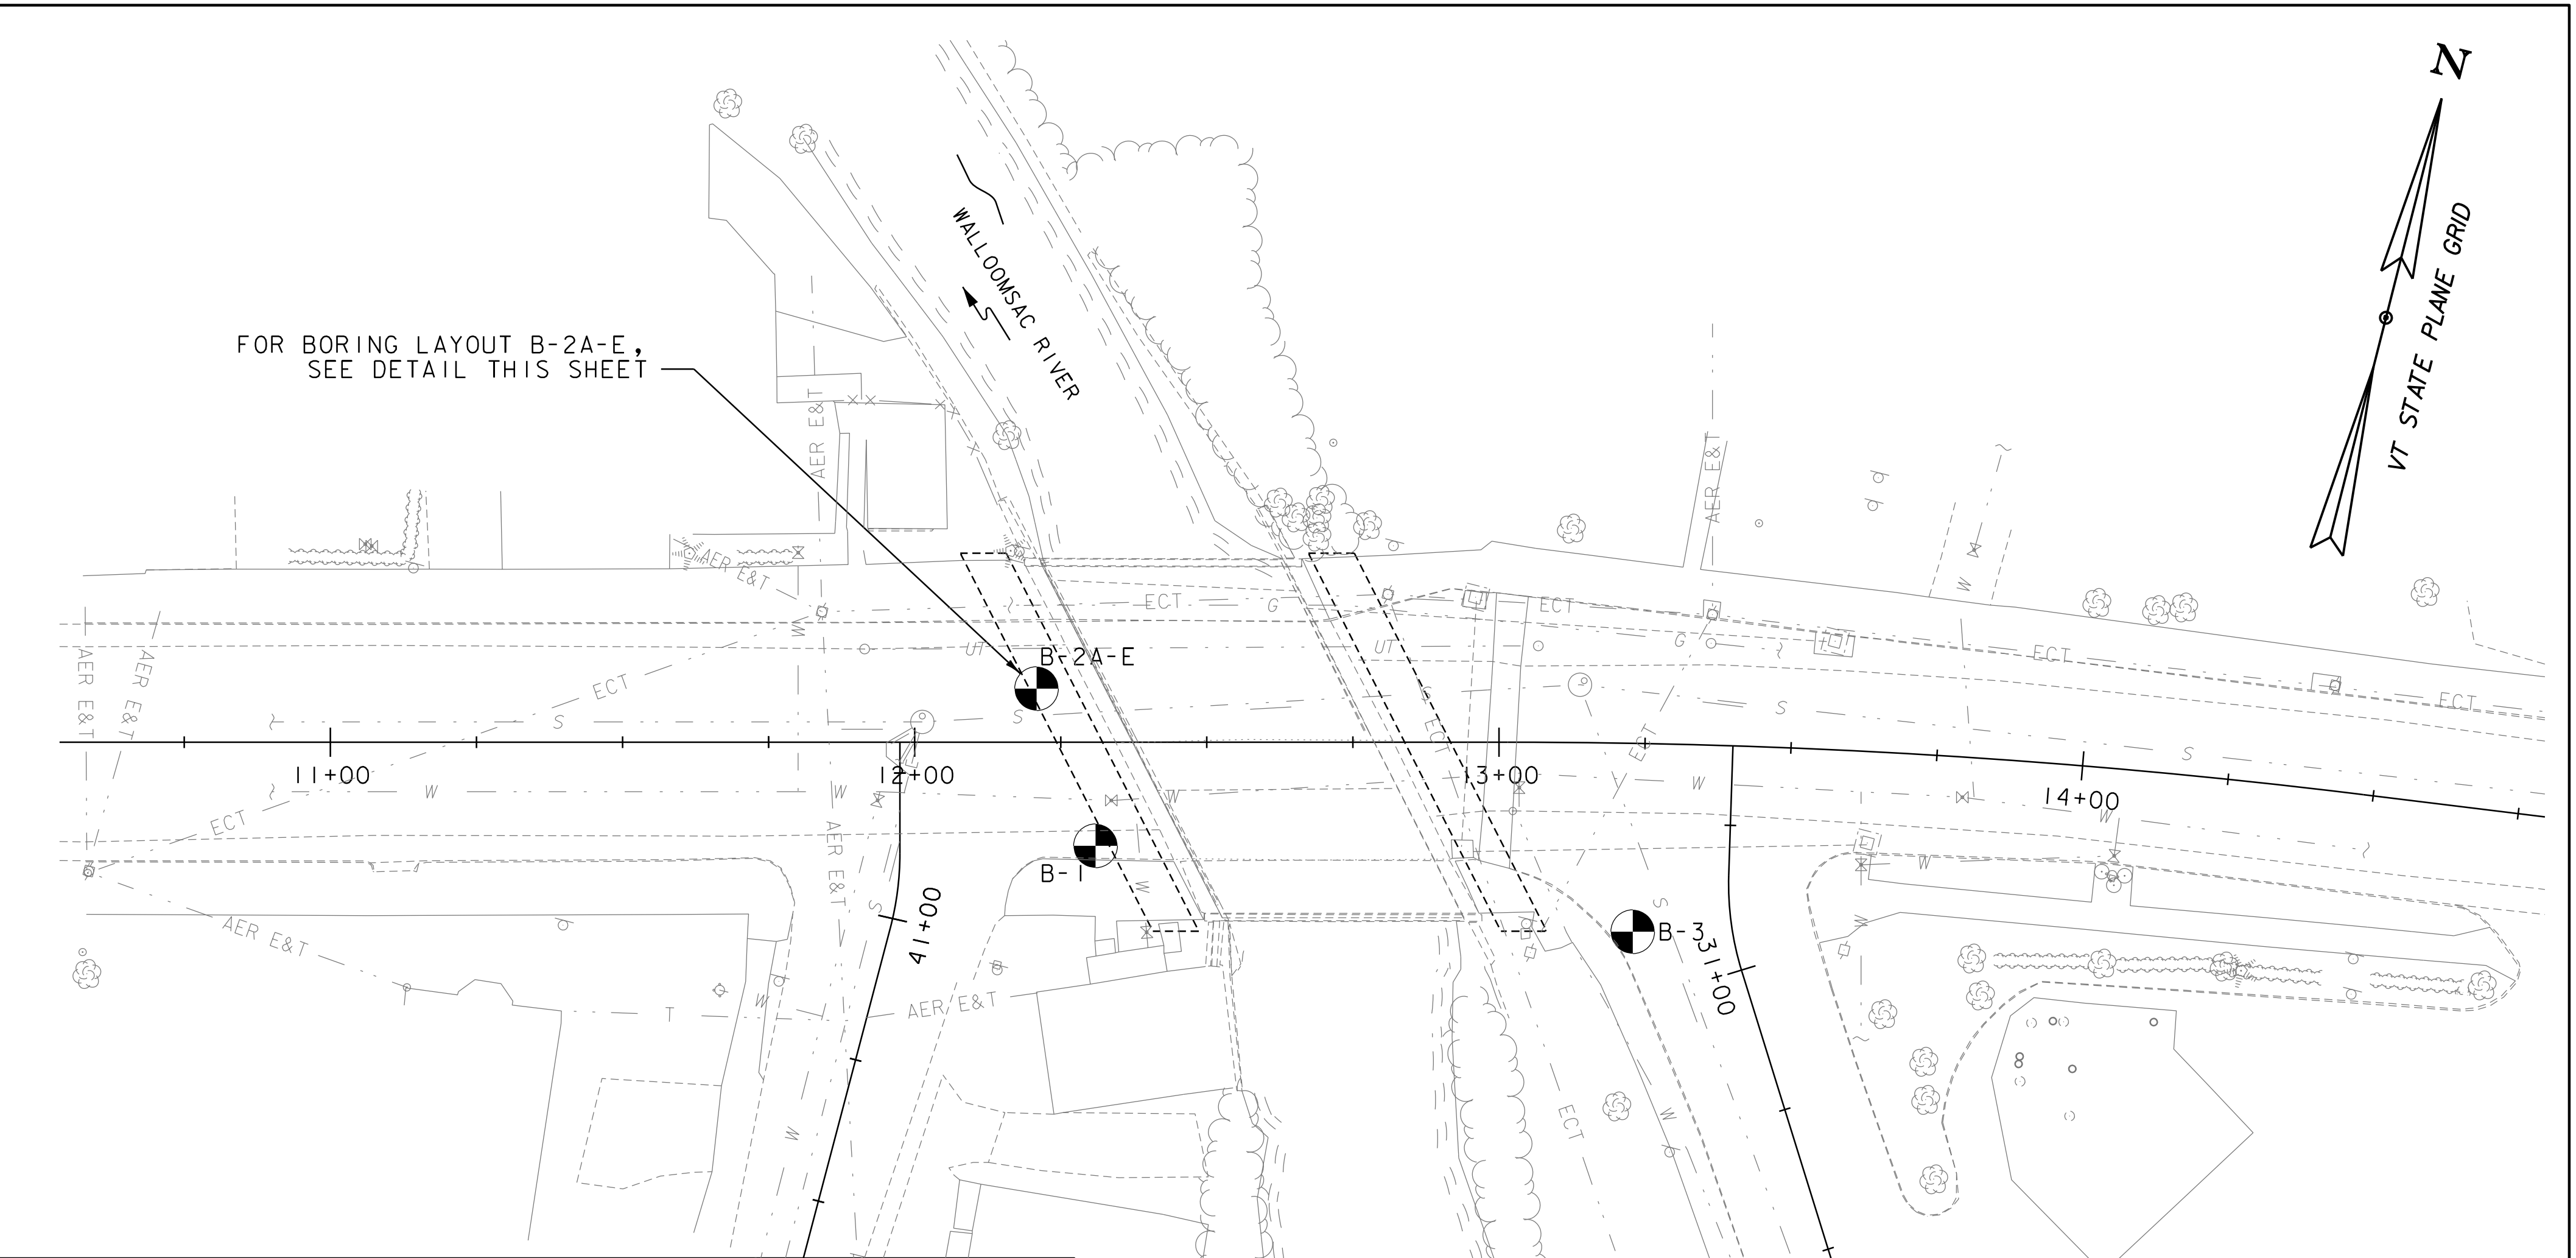 N
VT STATE PLANE GRID
WALLOOMSAC RIVER
S
FOR BORING LAYOUT B-2A-E,
SEE DETAIL THIS SHEET
AER E&T
AER E&T
AER E&T
W
ECT
G
ECT
W
UT
B-2A-E
UT
G
ECT
ECT
AER E&T
AER E&T
ECT
S
S
S
ECT
ECT
S
S
11+00
12+00
13+00
14+00
W
W
W
W
W
ECT
AER E&T
B-1
W
W
W
S
41+00
S
B-3
31+00
AER E&T
W
T
AER E&T
W
ECT
W